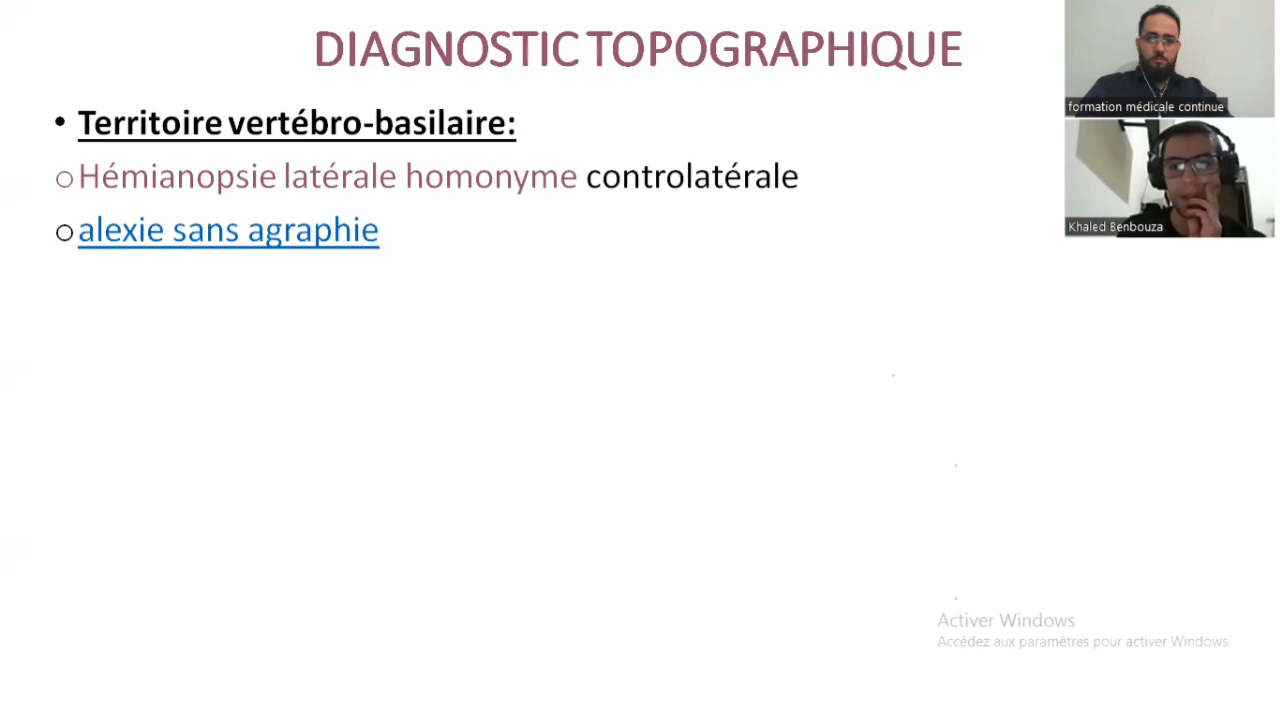 DIAGNOSTIC TOPOGRAPHIQUE
• Territoire vertébro-basilaire:
○Hémianopsie latérale homonyme controlatérale
○alexie sans agraphie
formation médicale continue
Khaled Benbouza
Activer Windows
Accédez aux paramètres pour activer Windows.